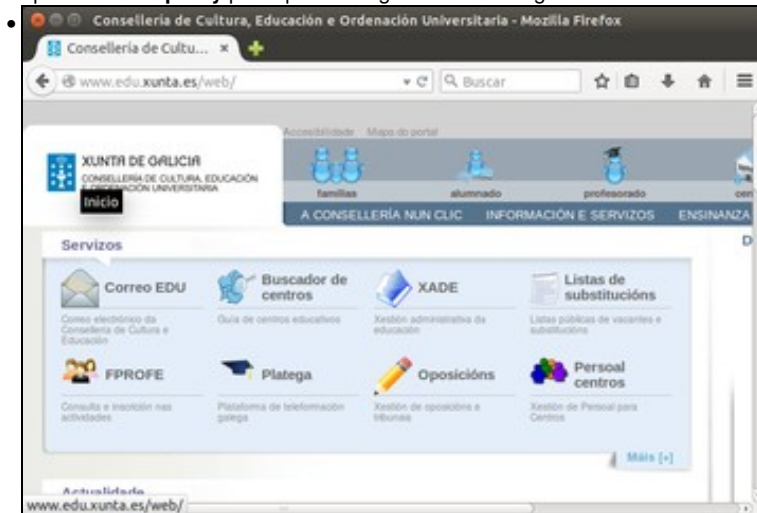 Consellería de Cultura, Educación e Ordenación Universitaria - Mozilla Firefox
Consellería de Cultu... ×
www.edu.xunta.es/web/ Buscar
Accesibilidade Mapa do portal
XUNTA DE GALICIA
CONSELLERÍA DE CULTURA, EDUCACIÓN
E ORDENACIÓN UNIVERSITARIA
Inicio
familias alumnado profesorado cen
A CONSELLERÍA NUN CLIC INFORMACIÓN E SERVIZOS ENSINANZA
Servizos D
Correo EDU
Correo electrónico da
Consellería de Cultura e
Educación
Buscador de
centros
Guía de centros educativos
XADE
Xestión administrativa da
educación
Listas de
substitucións
Listas públicas de vacantes e
substitucións
FPROFE
Consulta e inscrición nas
actividades
Platega
Plataforma de teleformación
galega
Oposicións
Xestión de oposicións e
tribunais
Persoal
centros
Xestión de Persoal para
Centros
Máis [+]
Actualidade
www.edu.xunta.es/web/